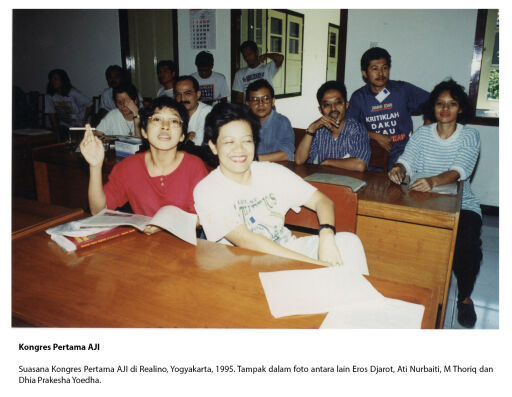 KRITIKLAH
DAKU
Kongres Pertama AJI
Suasana Kongres Pertama AJI di Realino, Yogyakarta, 1995. Tampak dalam foto antara lain Eros Djarot, Ati Nurbaiti, M Thoriq dan
Dhia Prakesha Yoedha.